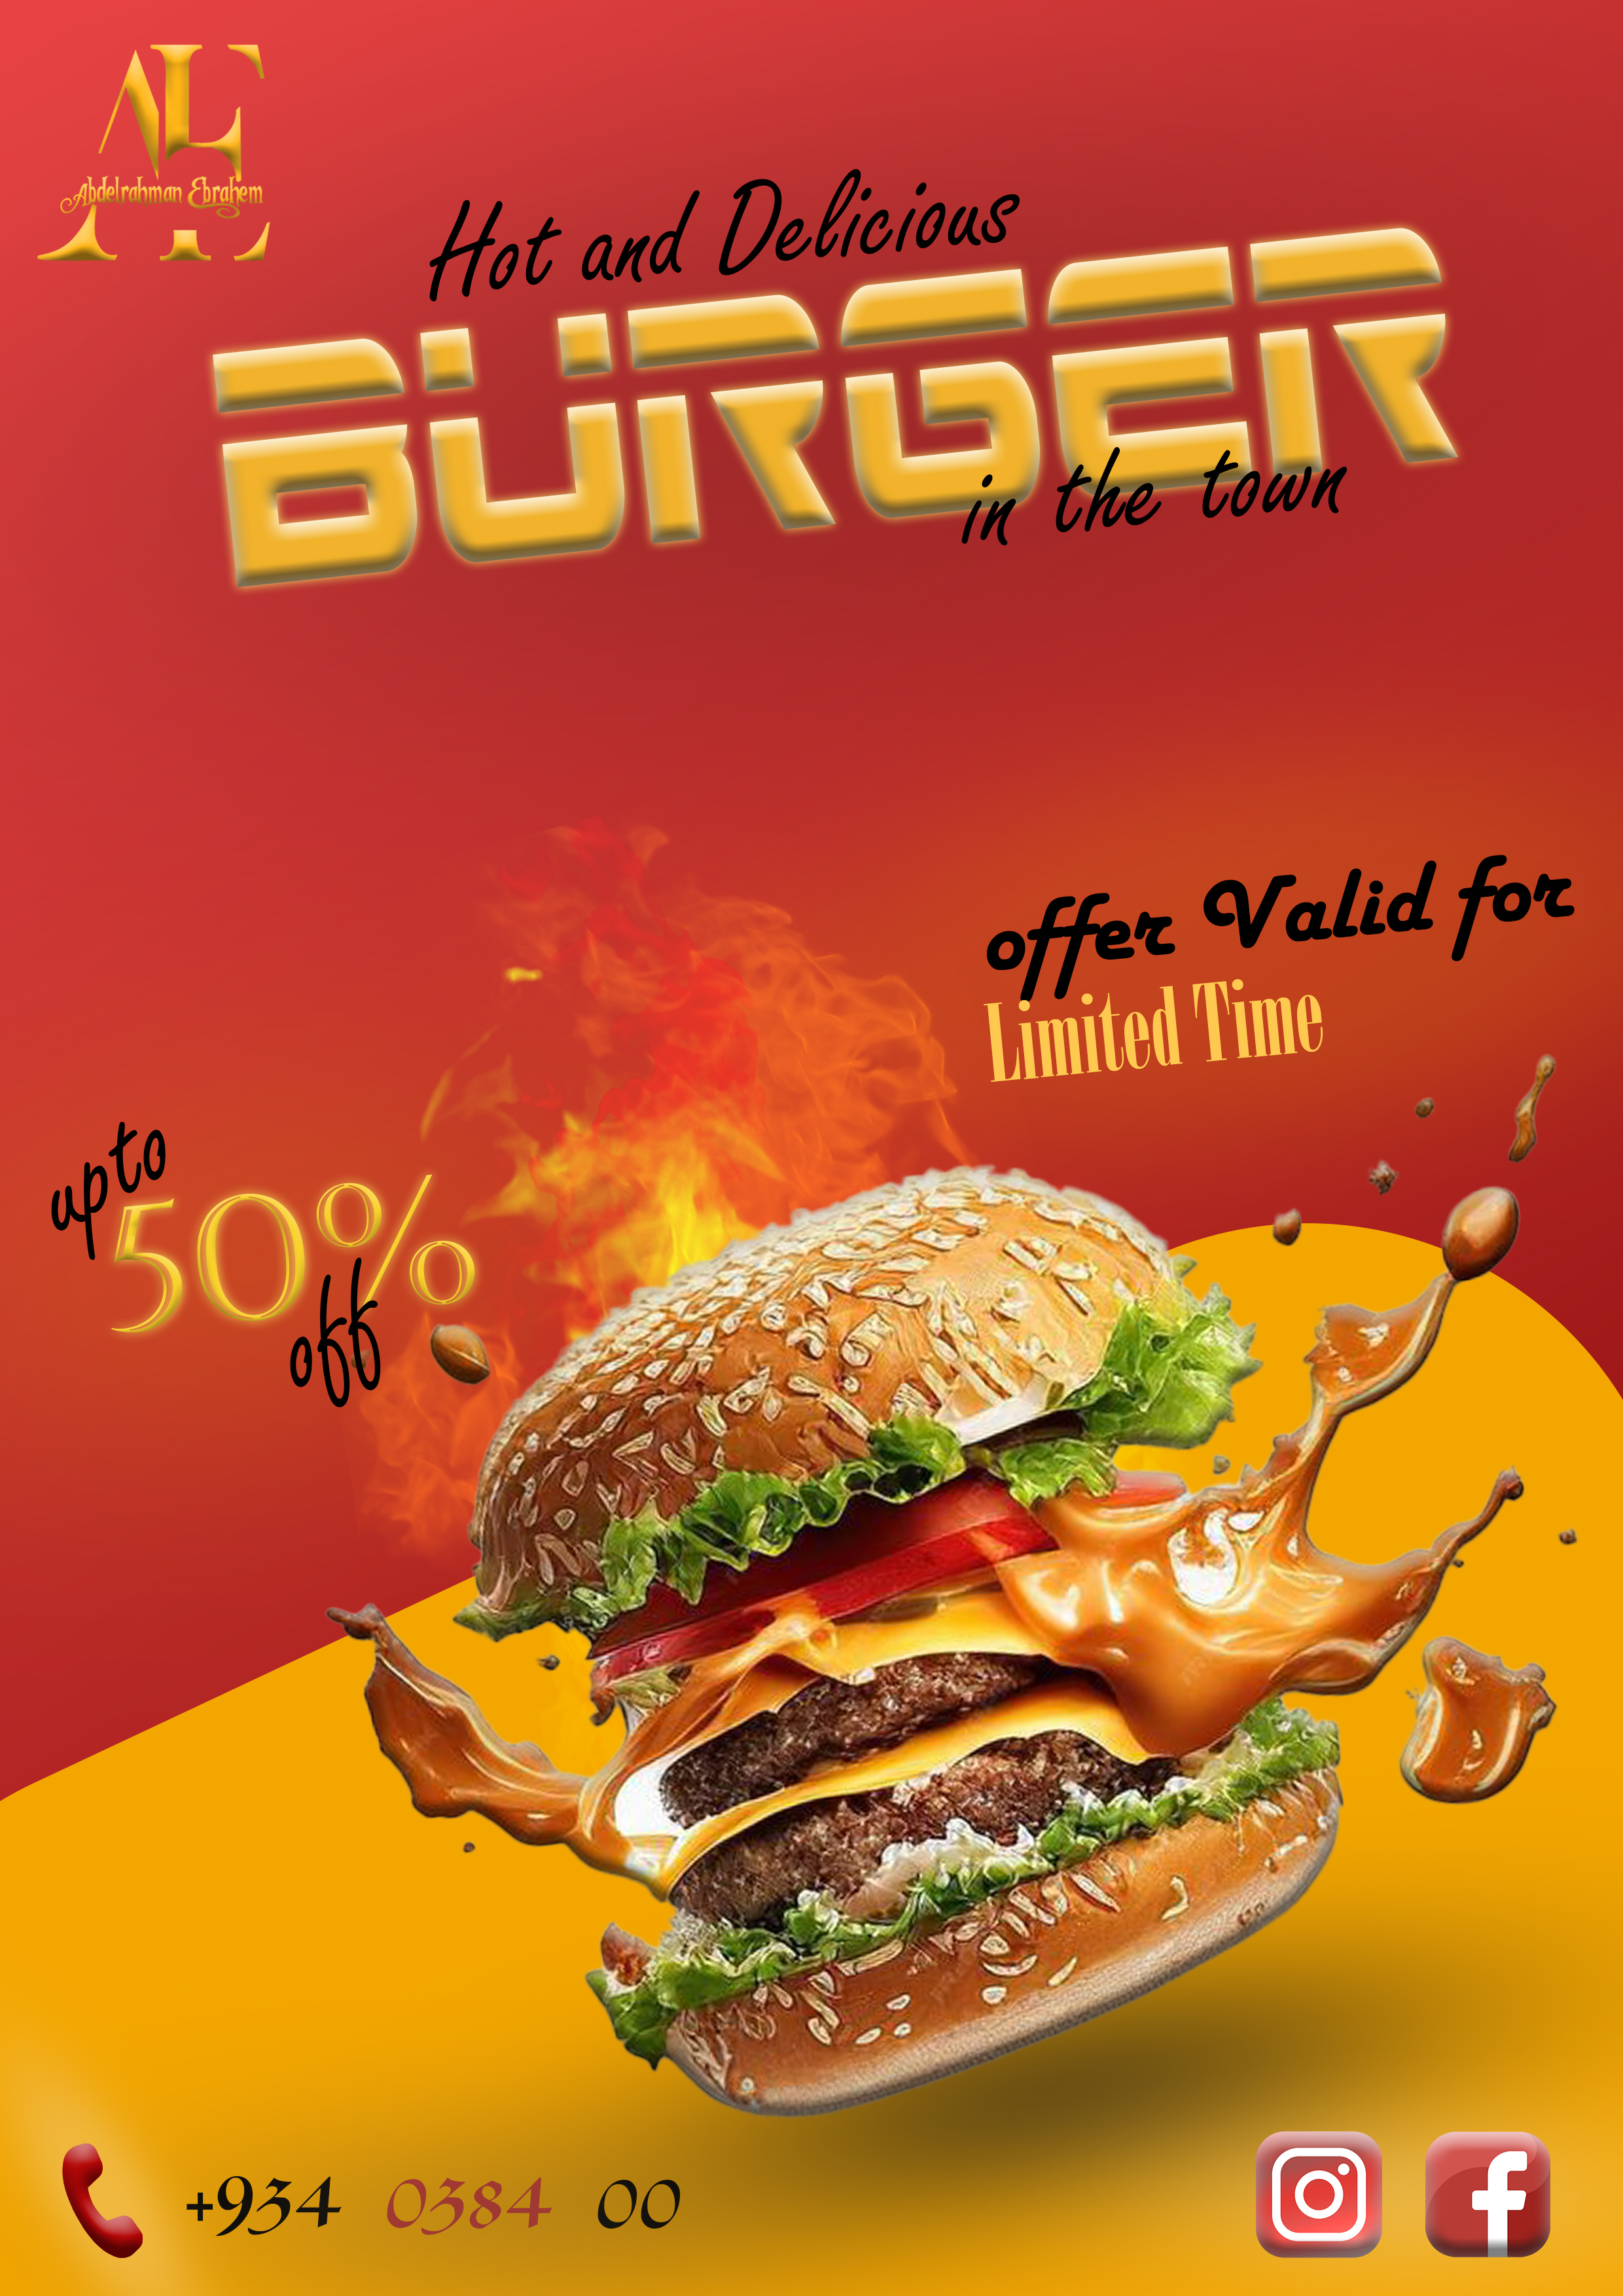 AE
Abdelrahman Ebrahem
Hot and Delicious
BURGER
in the town
offer Valid for
Limited Time
upto
50%
off
+934 0384 00